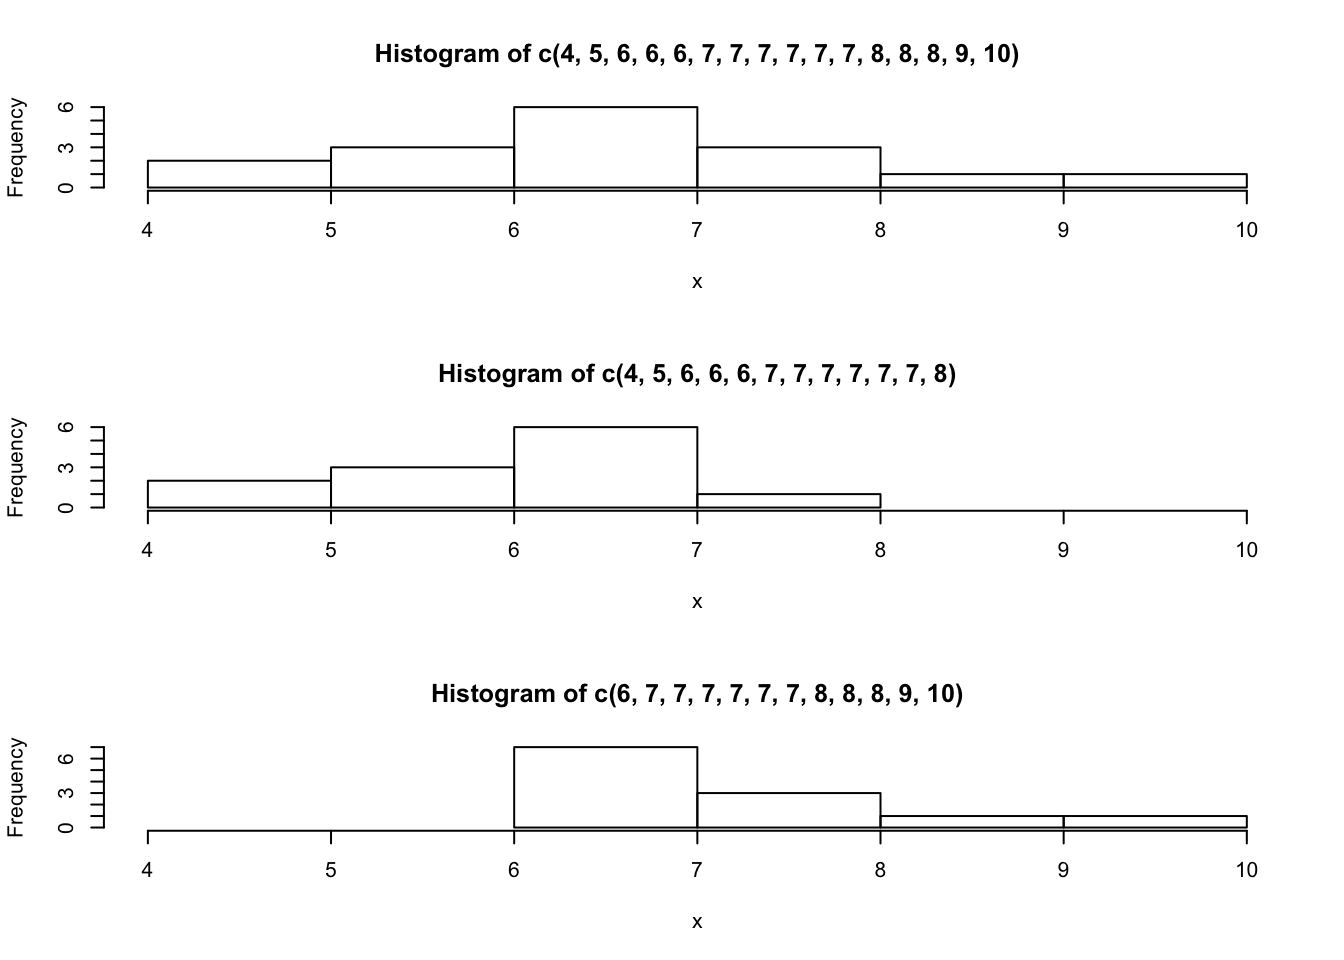 Histogram of c(4, 5, 6, 6, 6, 7, 7, 7, 7, 7, 7, 8, 8, 8, 9, 10)
Frequency
6
3
0
4 5 6 7 8 9 10
x
Histogram of c(4, 5, 6, 6, 6, 7, 7, 7, 7, 7, 7, 8)
Frequency
6
3
0
4 5 6 7 8 9 10
x
Histogram of c(6, 7, 7, 7, 7, 7, 7, 8, 8, 8, 9, 10)
Frequency
6
3
0
4 5 6 7 8 9 10
x